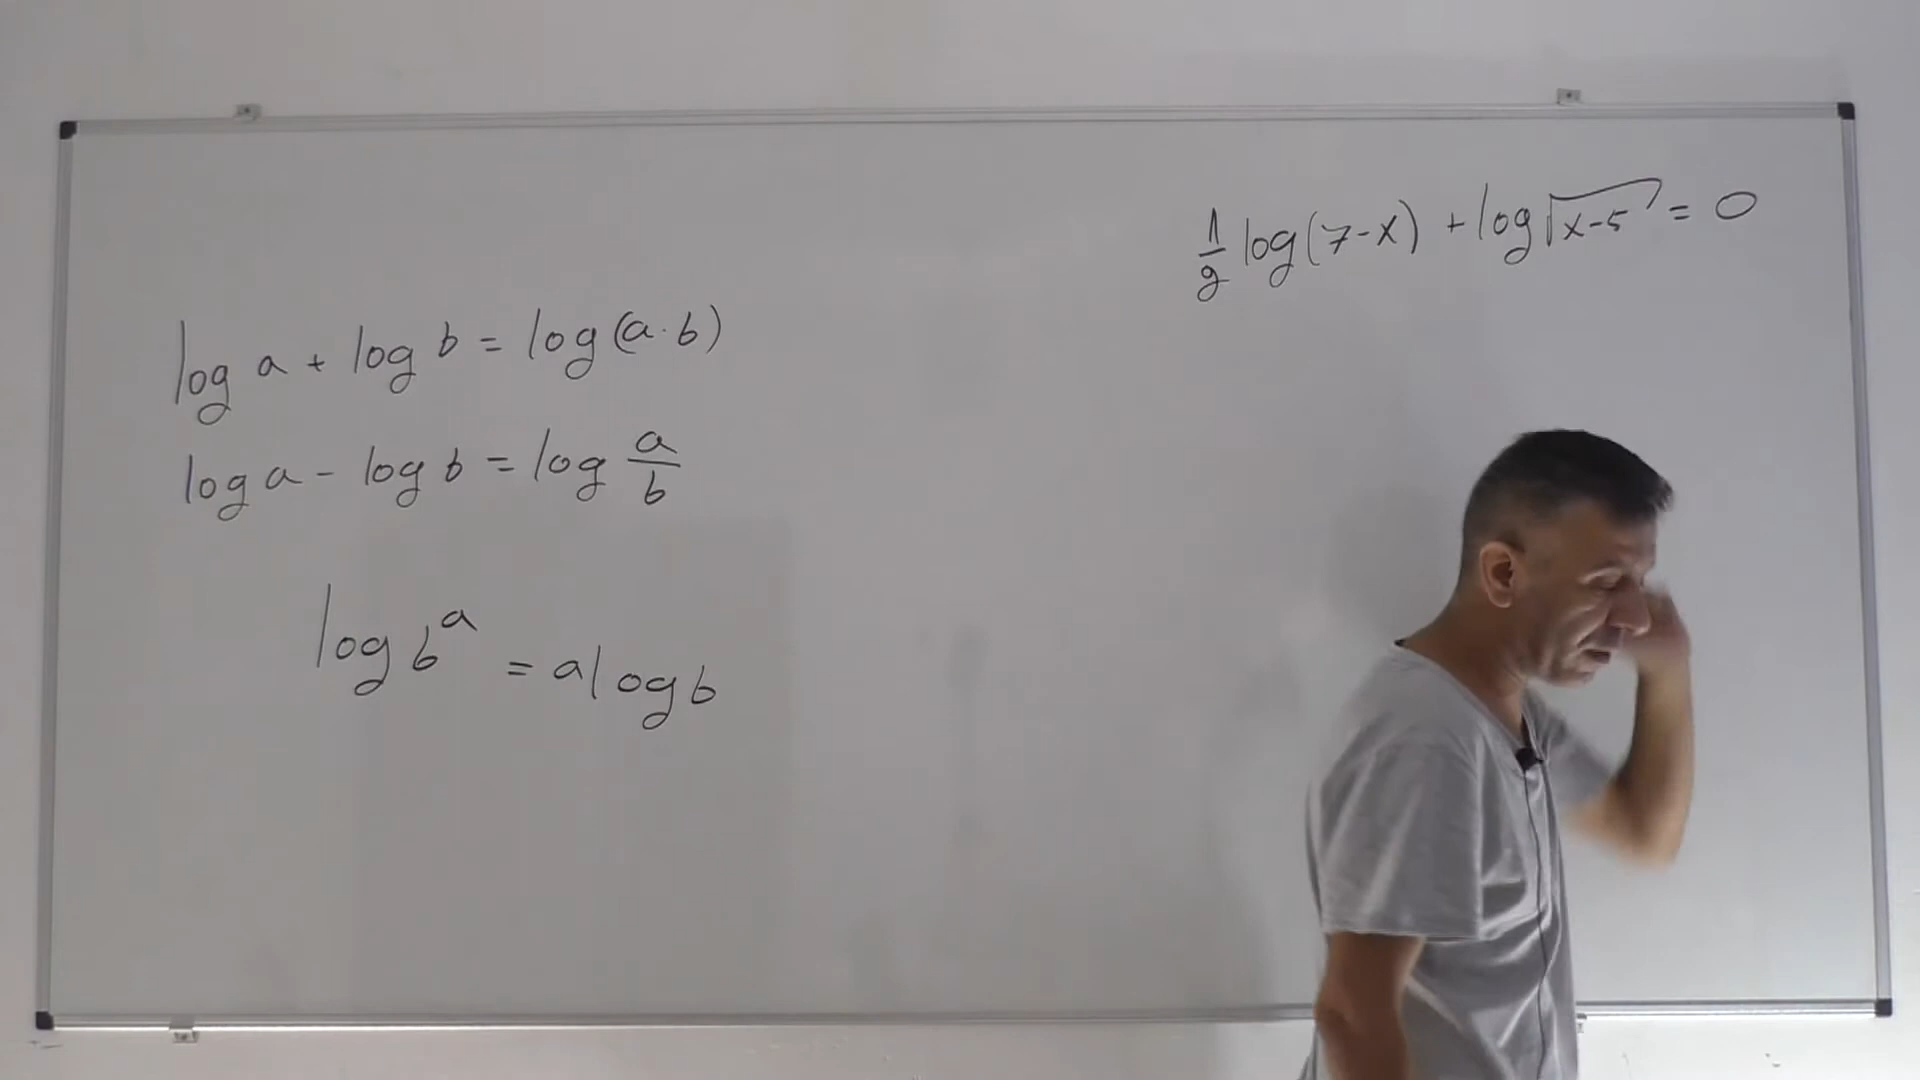 1/2 log(7-x) + log√(x-5) = 0
log a + log b = log(a·b)
log a - log b = log a/b
log b^a = a log b